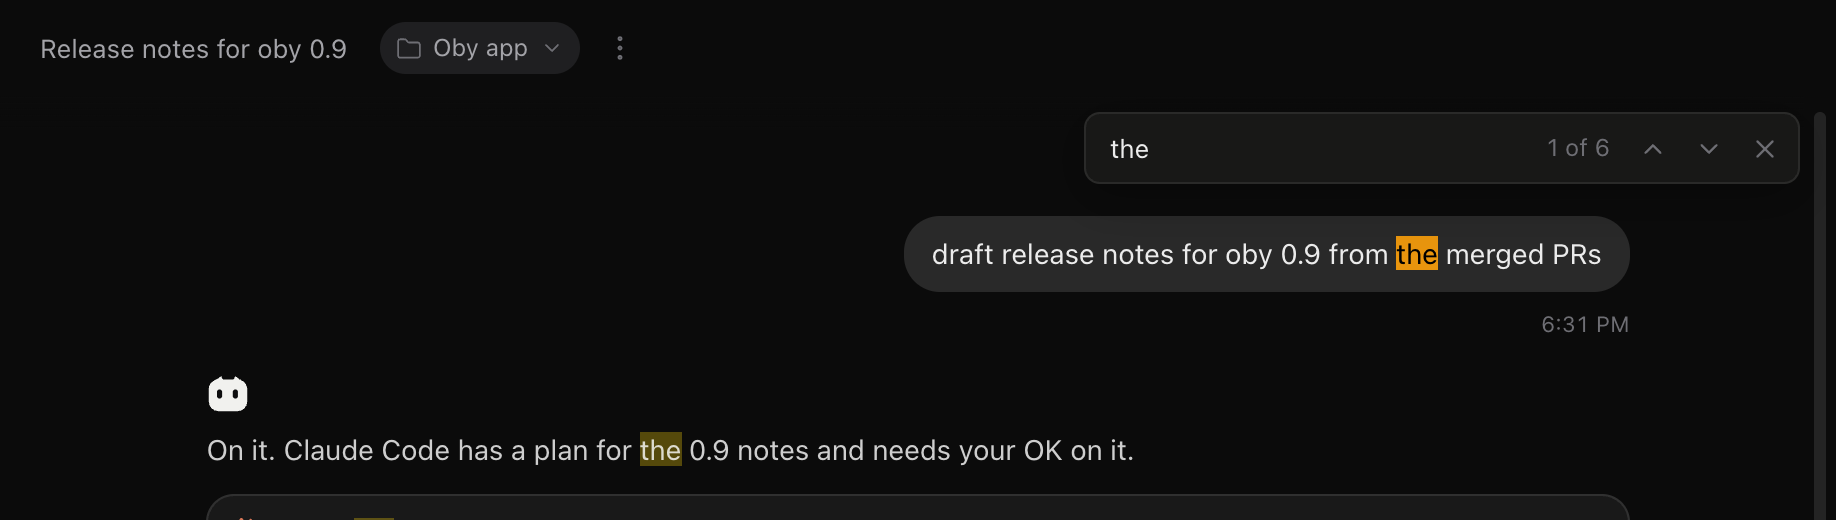 Release notes for oby 0.9 Oby app
the 1 of 6
draft release notes for oby 0.9 from the merged PRs
6:31 PM
On it. Claude Code has a plan for the 0.9 notes and needs your OK on it.